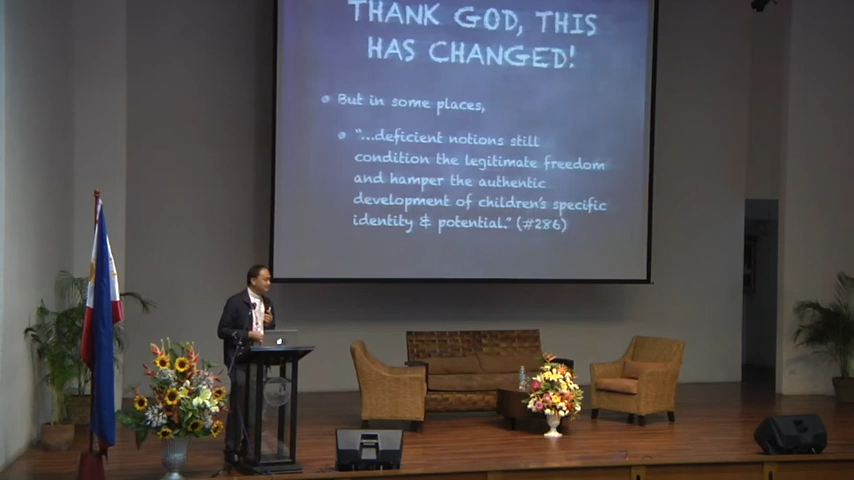 THANK GOD, THIS
HAS CHANGED!
But in some places,
"...deficient notions still
condition the legitimate freedom
and hamper the authentic
development of children's specific
identity & potential." (#286)